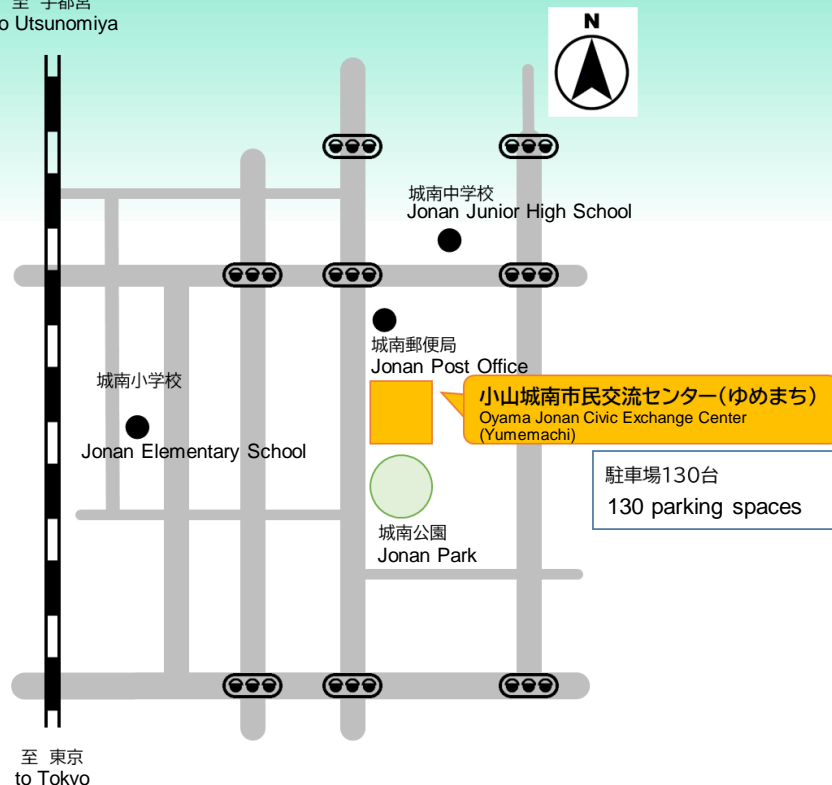 至 宇都宮
to Utsunomiya
N
城南中学校
Jonan Junior High School
城南郵便局
Jonan Post Office
小山城南市民交流センター(ゆめまち)
Oyama Jonan Civic Exchange Center
(Yumemachi)
城南小学校
Jonan Elementary School
駐車場130台
130 parking spaces
城南公園
Jonan Park
至 東京
to Tokyo